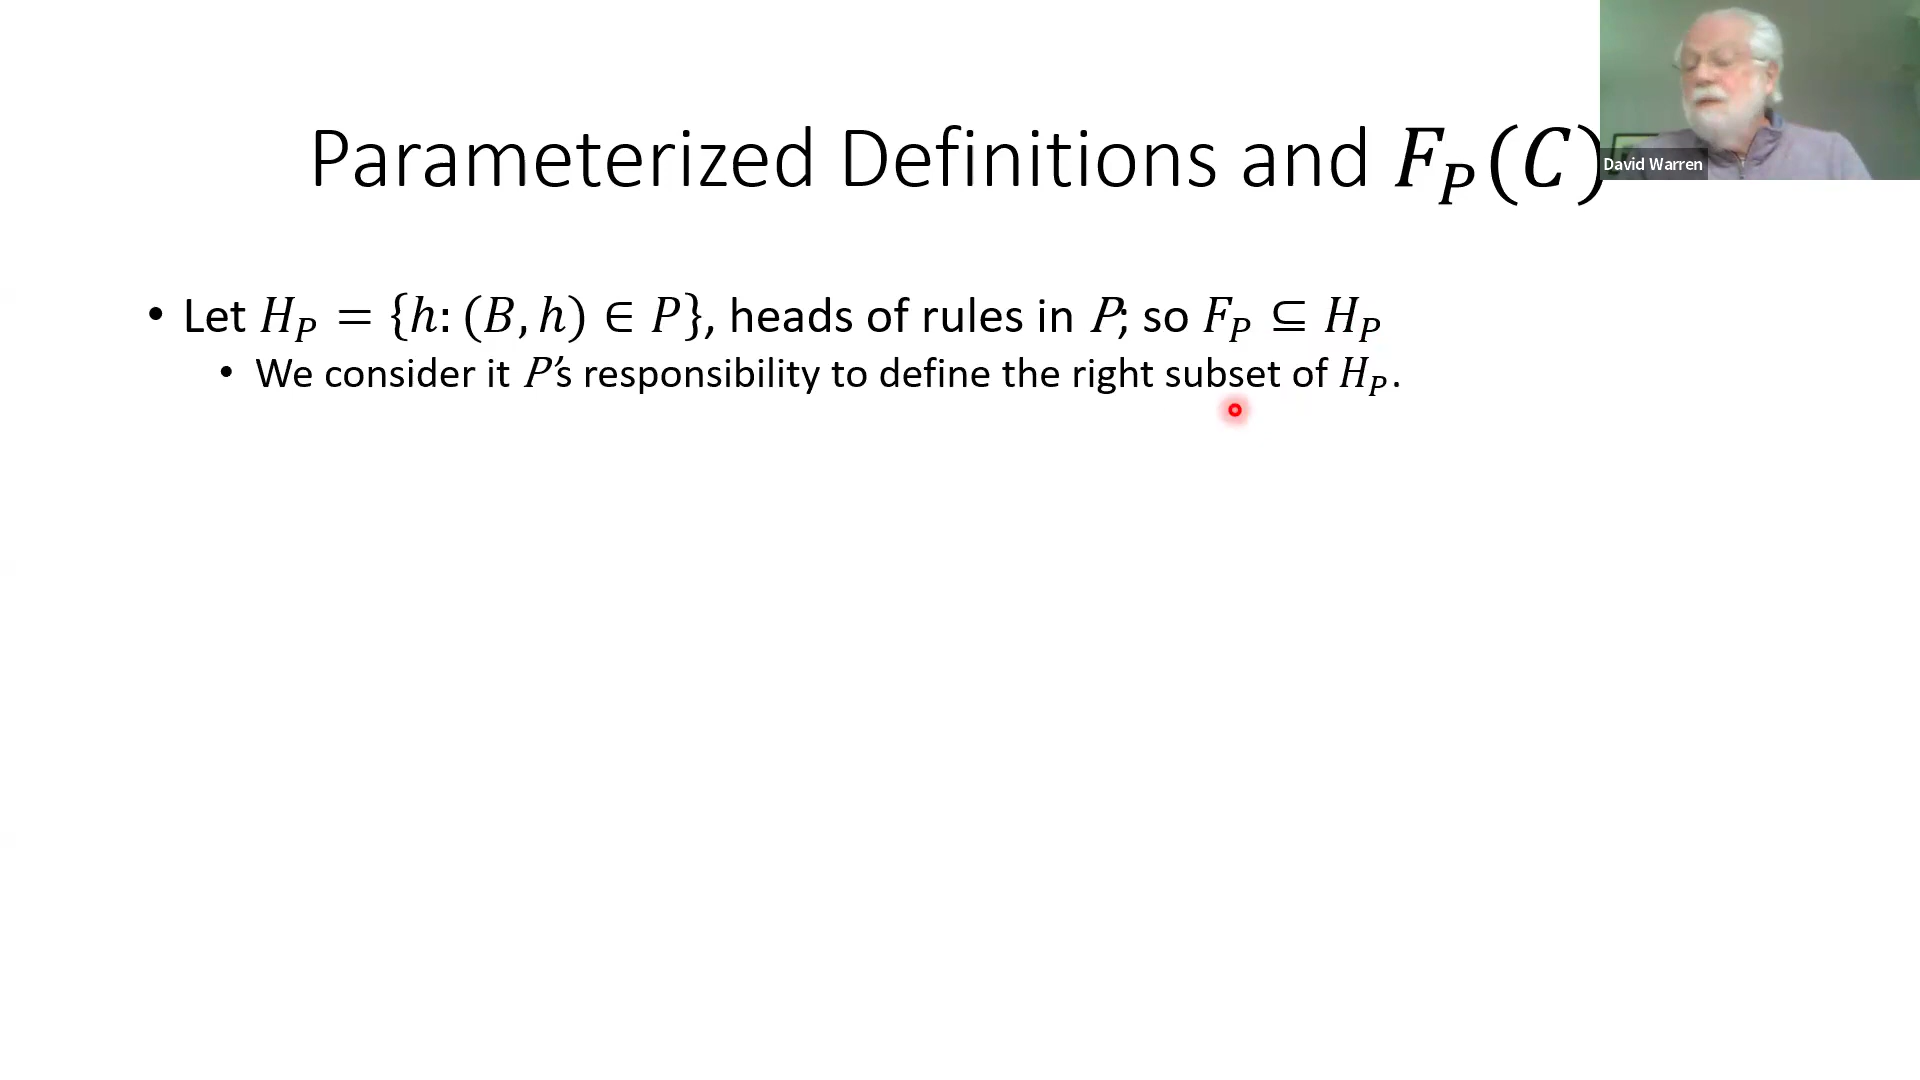 Parameterized Definitions and F_P(C)
David Warren
• Let H_P = {h: (B, h) ∈ P}, heads of rules in P; so F_P ⊆ H_P
• We consider it P's responsibility to define the right subset of H_P.